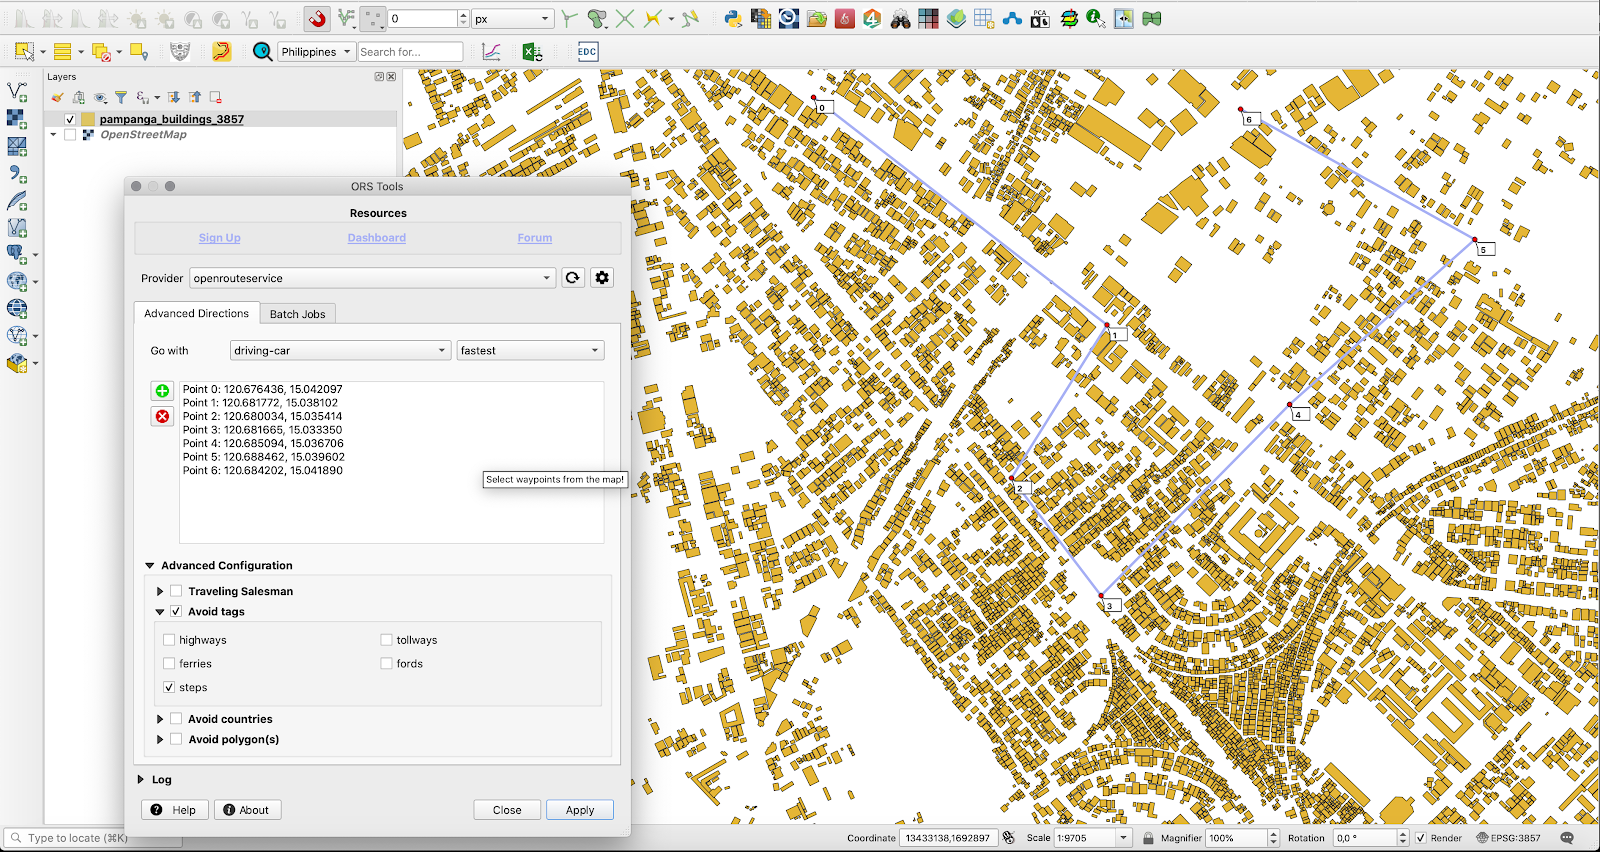 0
px
4
PCA
Philippines
Search for...
EDC
Layers
pampanga_buildings_3857
OpenStreetMap
ORS Tools
Resources
Sign Up
Dashboard
Forum
Provider
openrouteservice
Advanced Directions
Batch Jobs
Go with
driving-car
fastest
Point 0: 120.676436, 15.042097
Point 1: 120.681772, 15.038102
Point 2: 120.680034, 15.035414
Point 3: 120.681665, 15.033350
Point 4: 120.685094, 15.036706
Point 5: 120.688462, 15.039602
Point 6: 120.684202, 15.041890
Select waypoints from the map!
Advanced Configuration
Traveling Salesman
Avoid tags
highways
tollways
ferries
fords
steps
Avoid countries
Avoid polygon(s)
Log
Help
About
Close
Apply
0
6
5
1
4
2
3
Type to locate (⌘K)
Coordinate
13433138,1692897
Scale
1:9705
Magnifier
100%
Rotation
0,0 °
Render
EPSG:3857